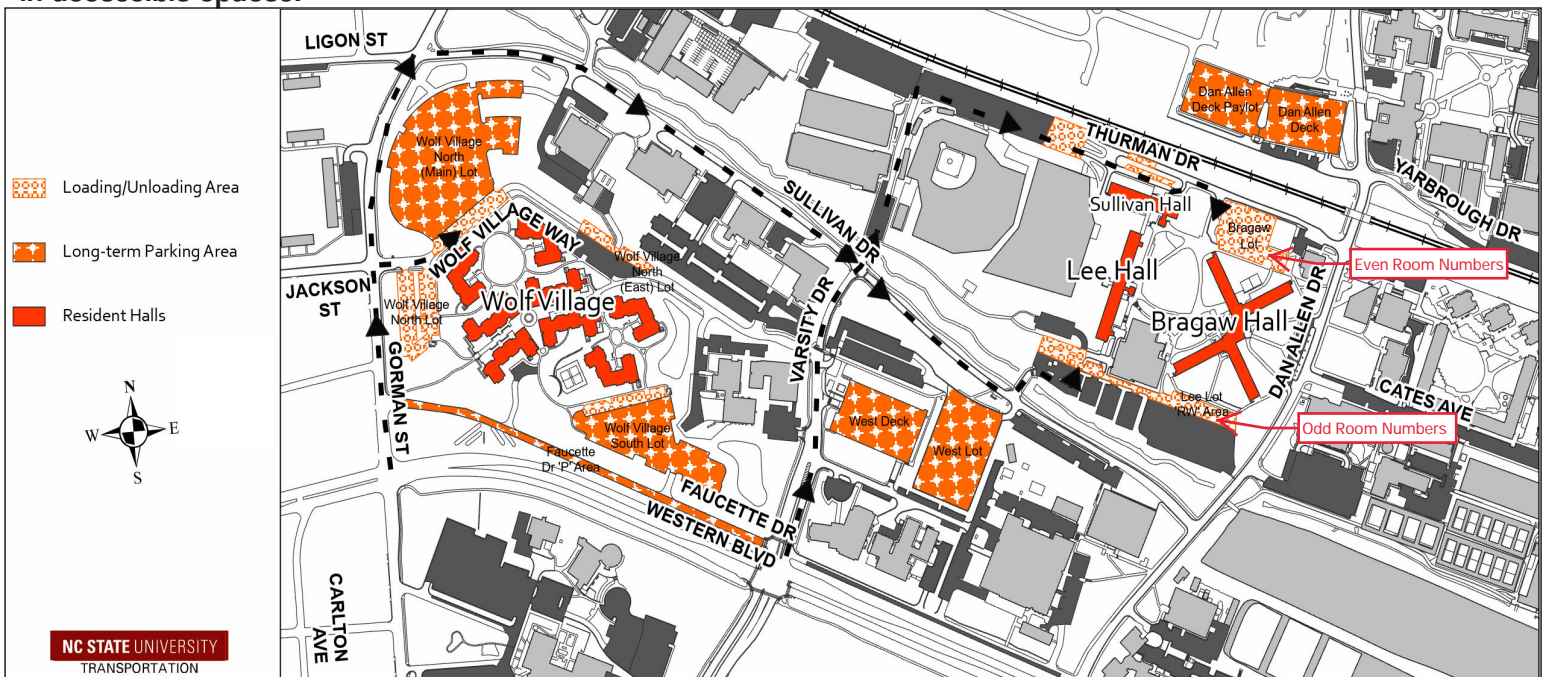 in accessible spaces.
LIGON ST
Loading/Unloading Area
Long-term Parking Area
Resident Halls
N
W
E
S
NC STATE UNIVERSITY
TRANSPORTATION
Wolf Village
North
(Main) Lot
WOLF VILLAGE WAY
JACKSON
ST
Wolf Village
North Lot
GORMAN ST
Wolf Village
Wolf Village
North
(East) Lot
Wolf Village
South Lot
Faucette
Dr 'P' Area
FAUCETTE DR
WESTERN BLVD
CARLTON
AVE
SULLIVAN DR
VARSITY DR
West Deck
West Lot
Dan Allen
Deck Paylot
Dan Allen
Deck
THURMAN DR
YARBROUGH DR
Sullivan Hall
Bragaw
Lot
Even Room Numbers
Lee Hall
Bragaw Hall
DAN ALLEN DR
CATES AVE
Lee Lot
'RW' Area
Odd Room Numbers